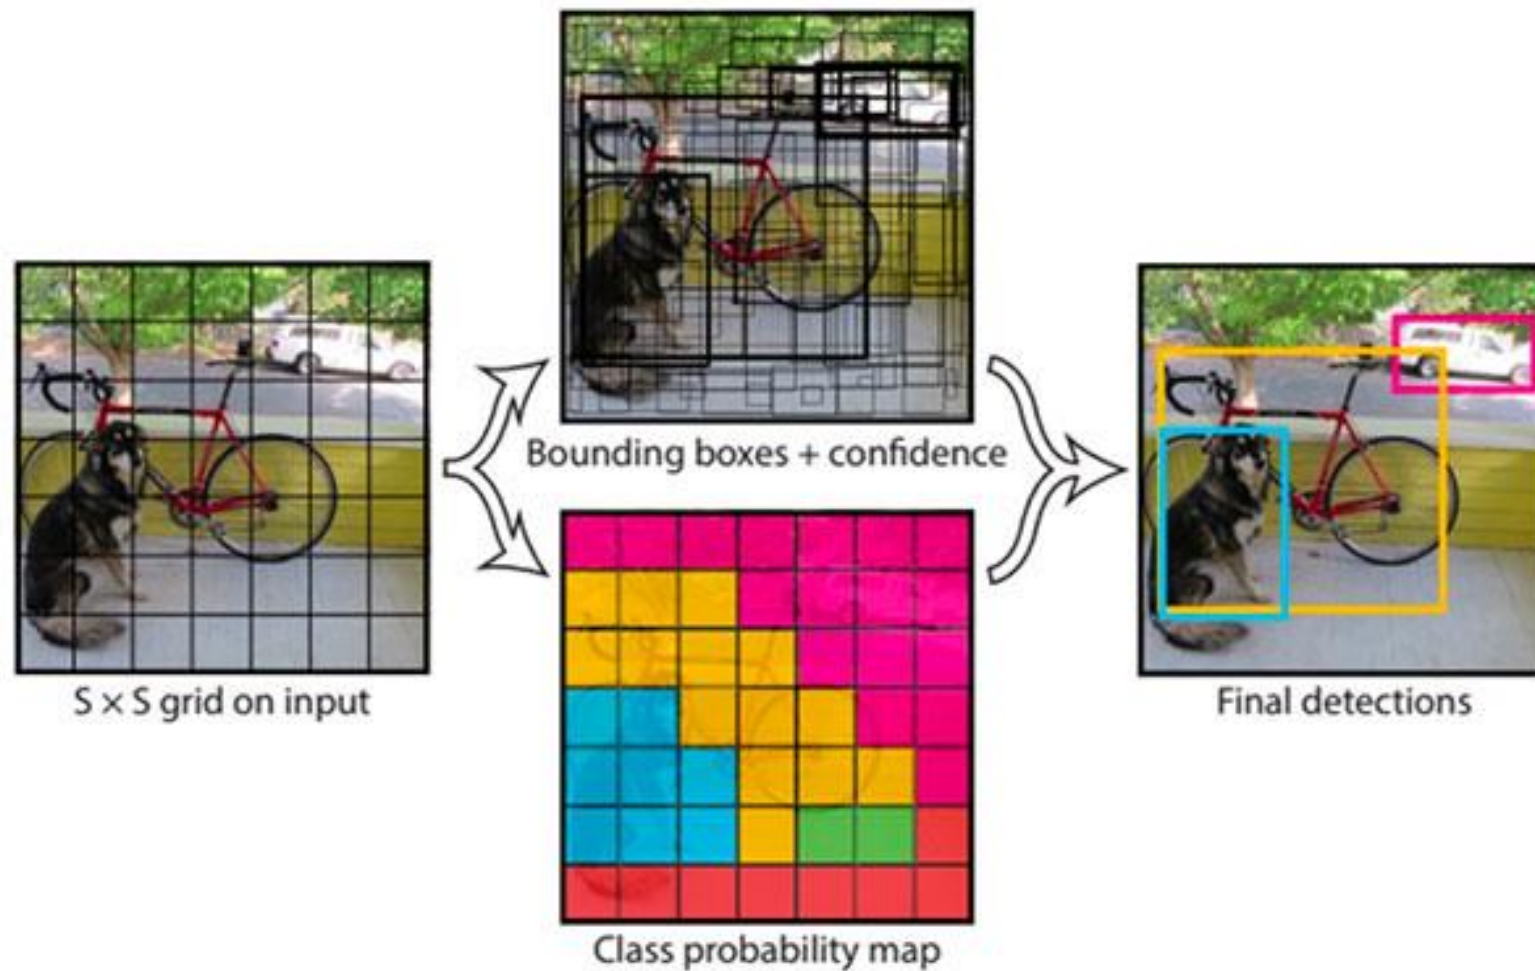 S × S grid on input
Bounding boxes + confidence
Class probability map
Final detections